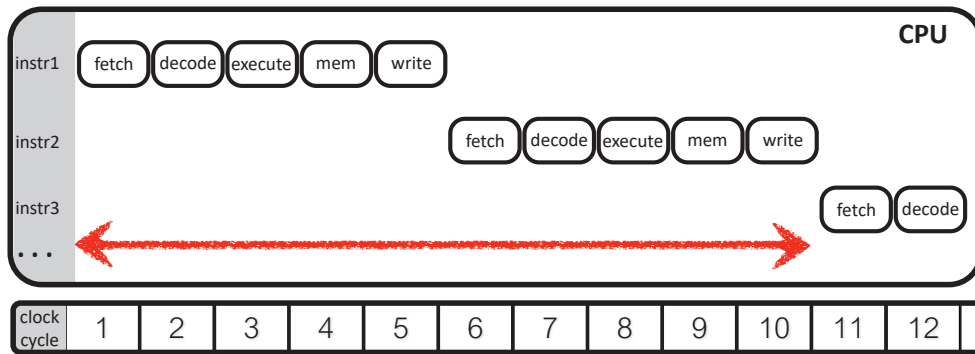 CPU
instr1 fetch decode execute mem write
instr2 fetch decode execute mem write
instr3 fetch decode
...
clock cycle 1 2 3 4 5 6 7 8 9 10 11 12